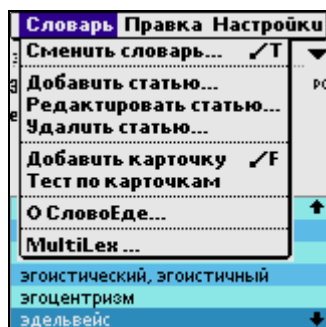 Словарь Правка Настройки
Сменить словарь... ✓T
Добавить статью...
Редактировать статью...
Удалить статью...
Добавить карточку ✓F
Тест по карточкам
О СловоЕде...
MultiLex ...
эгоистический, эгоистичный
эгоцентризм
эдельвейс